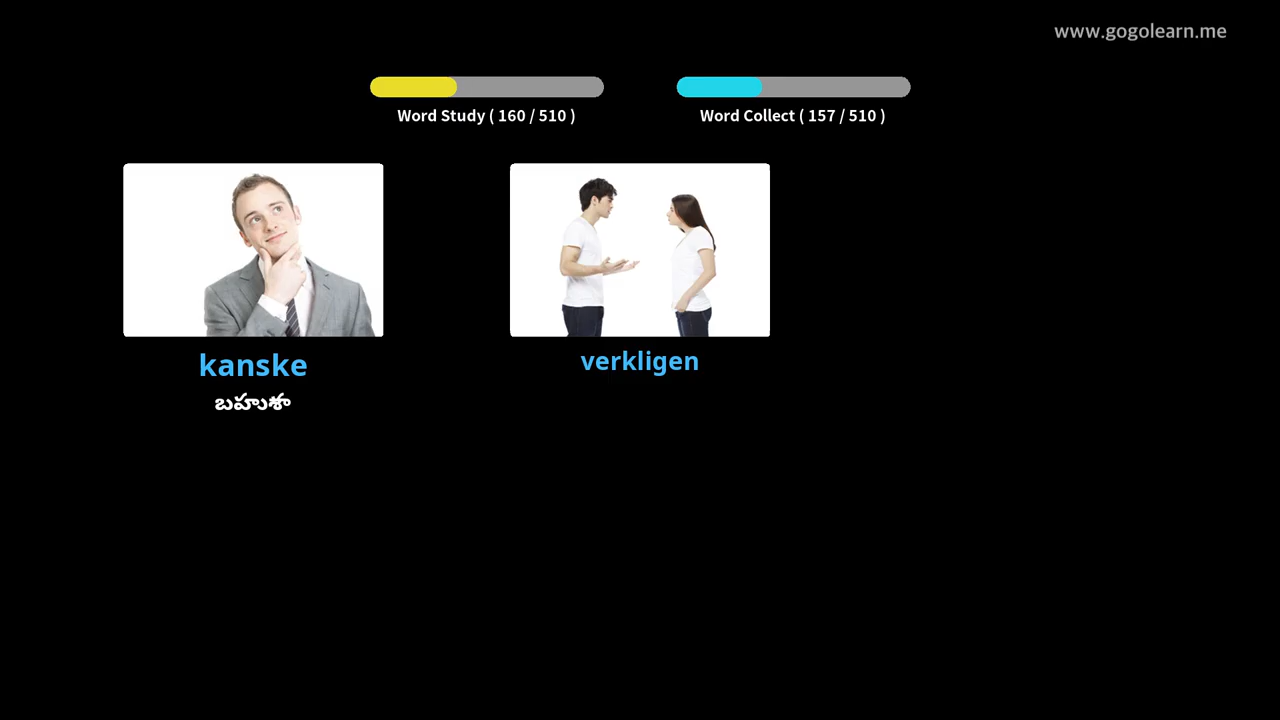 www.gogolearn.me
Word Study ( 160 / 510 )
Word Collect ( 157 / 510 )
kanske
బహుశా
verkligen